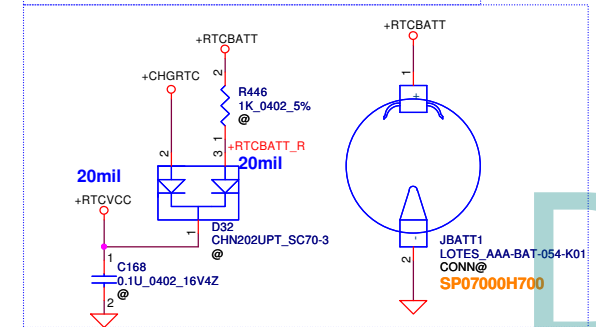 +RTCBATT
+RTCBATT
+CHGRTC
2
R446
1K_0402_5%
@
1
1
+RTCBATT_R
2
3
20mil
20mil
+RTCVCC
+
-
1
D32
CHN202UPT_SC70-3
@
JBATT1
LOTES_AAA-BAT-054-K01
CONN@
SP07000H700
2
1
C168
0.1U_0402_16V4Z
@
2